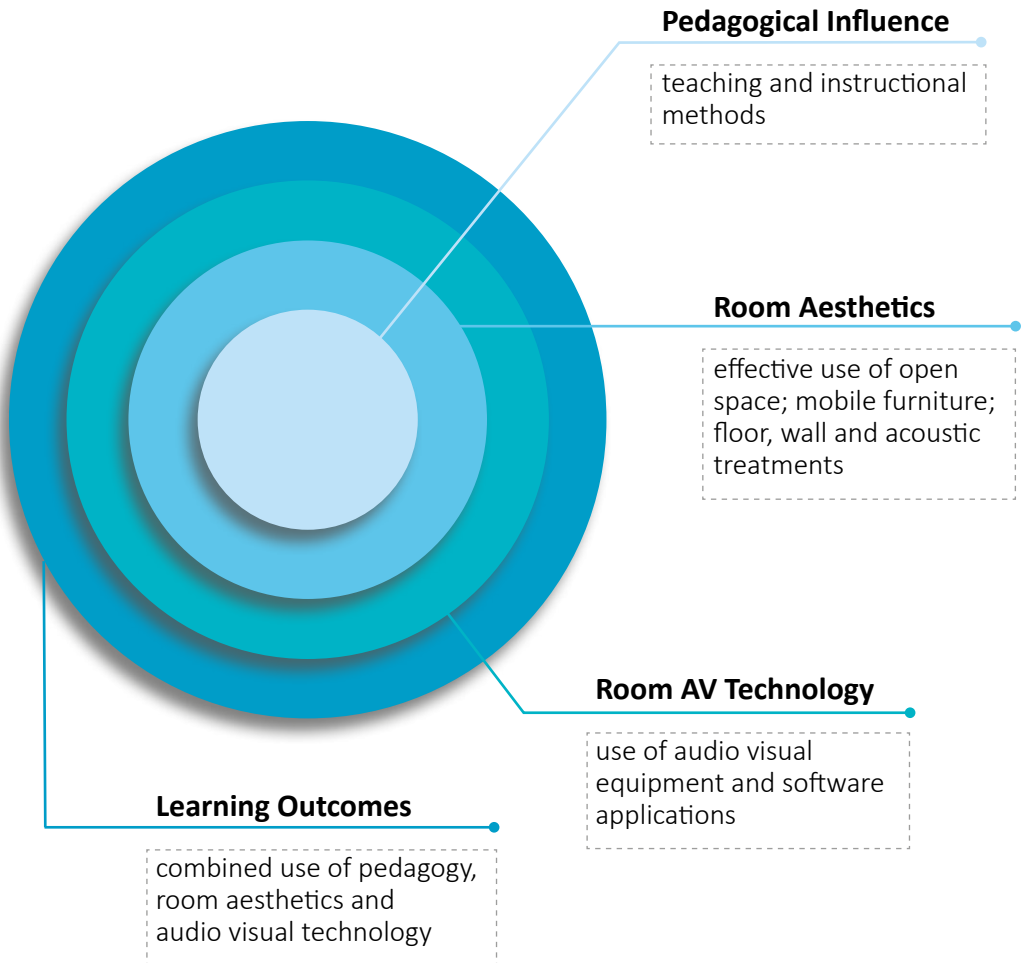 Pedagogical Influence
teaching and instructional
methods
Room Aesthetics
effective use of open
space; mobile furniture;
floor, wall and acoustic
treatments
Room AV Technology
use of audio visual
equipment and software
applications
Learning Outcomes
combined use of pedagogy,
room aesthetics and
audio visual technology